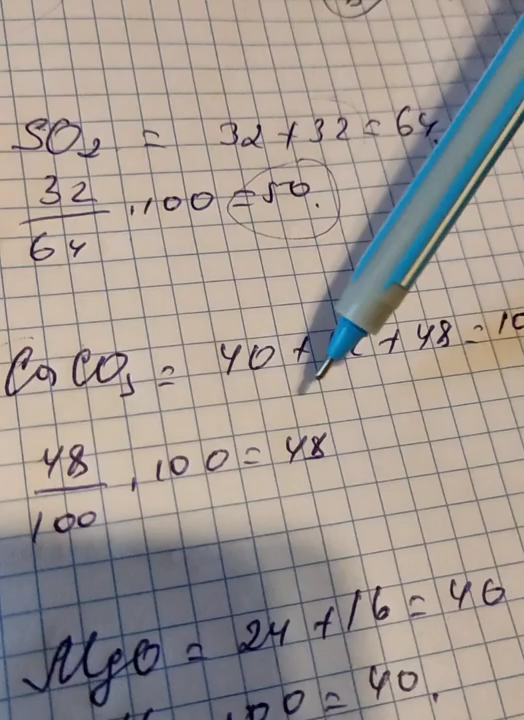 SO₂ = 32 + 32 = 64.
32/64 · 100 = 50.
CaCO₃ = 40 + + 48 = 10
48/100 · 100 = 48
MgO = 24 + 16 = 40
100 = 40.